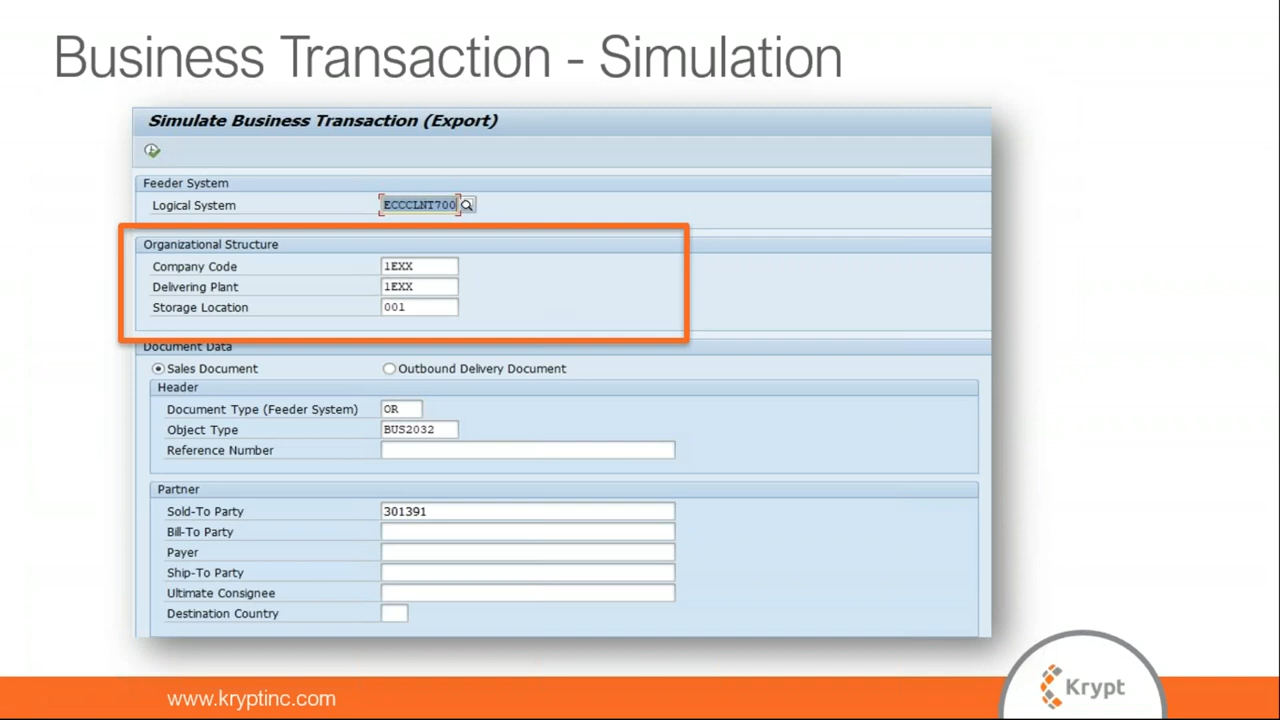 Business Transaction - Simulation
Simulate Business Transaction (Export)
Feeder System
Logical System ECCCLNT700
Organizational Structure
Company Code 1EXX
Delivering Plant 1EXX
Storage Location 001
Document Data
Sales Document Outbound Delivery Document
Header
Document Type (Feeder System) OR
Object Type BUS2032
Reference Number
Partner
Sold-To Party 301391
Bill-To Party
Payer
Ship-To Party
Ultimate Consignee
Destination Country
www.kryptinc.com
Krypt